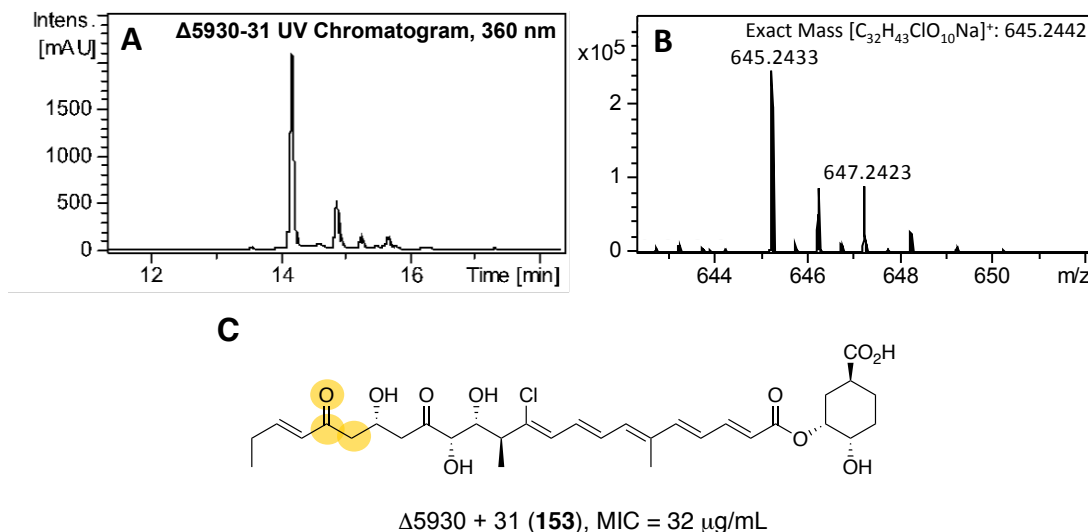 Intens.
[mAU]
A
Δ5930-31 UV Chromatogram, 360 nm
1500
1000
500
0
12
14
16
Time [min]
B
Exact Mass [C₃₂H₄₃ClO₁₀Na]⁺: 645.2442
x10⁵
645.2433
647.2423
2
1
0
644
646
648
650
m/z
C
CO₂H
O
OH
O
OH
Cl
O
O
OH
OH
Δ5930 + 31 (153), MIC = 32 μg/mL